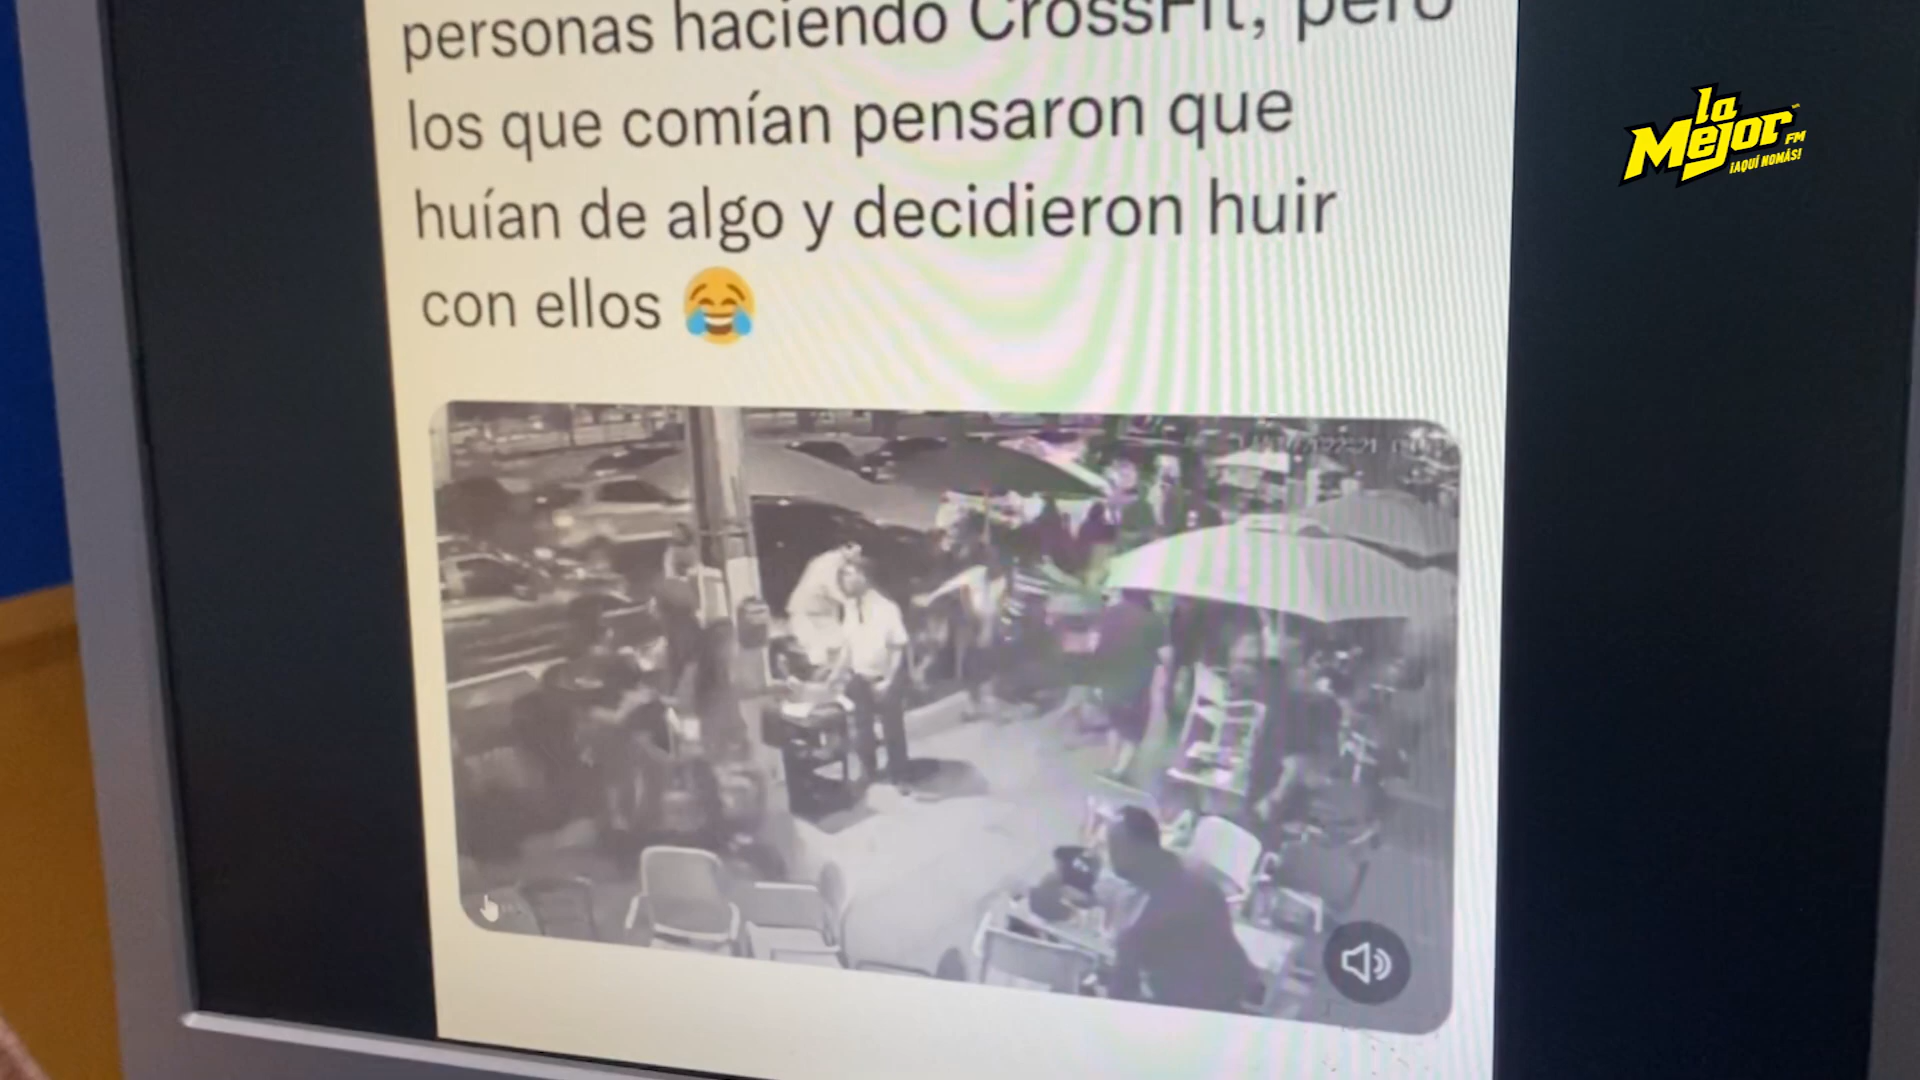 personas haciendo CrossFit, pero
los que comían pensaron que
huían de algo y decidieron huir
con ellos 😂
la
Mejor FM
¡AQUÍ NOMÁS!